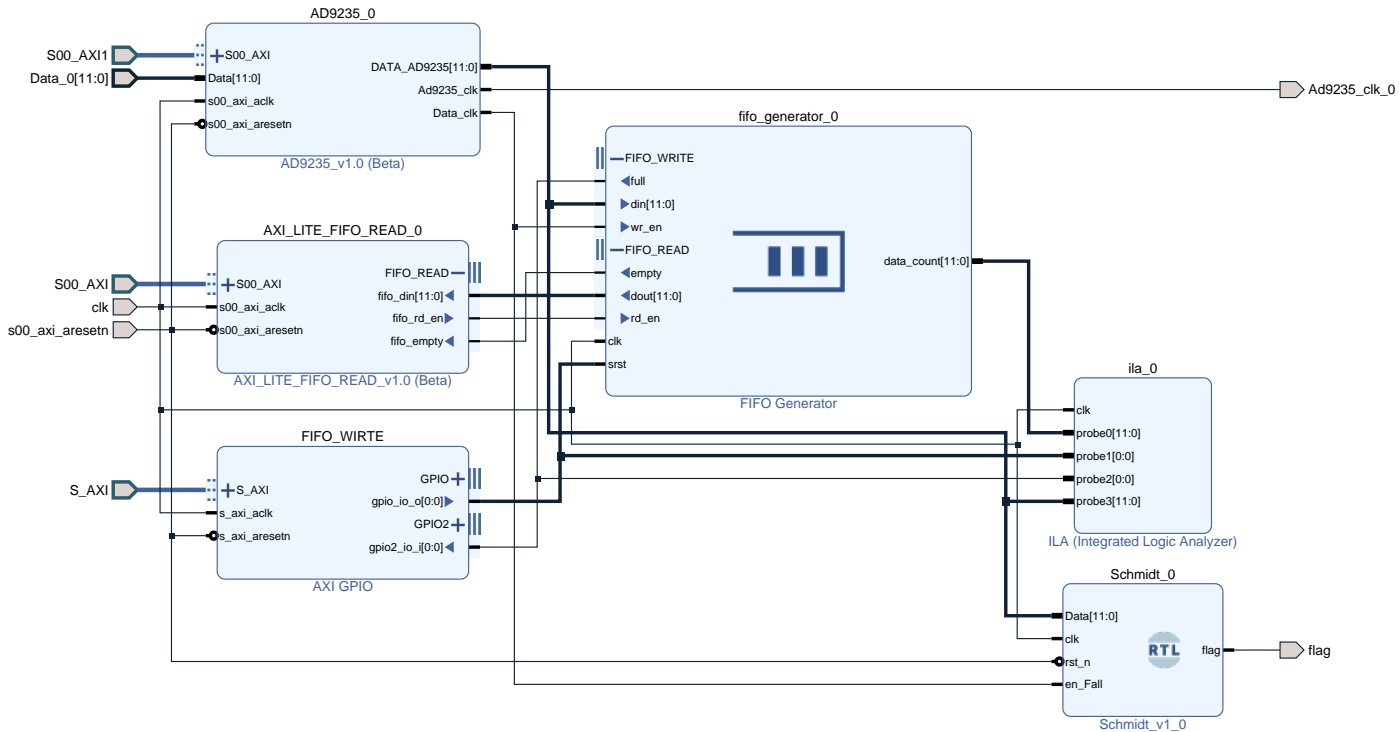 AD9235_0
S00_AXI1
Data_0[11:0]
S00_AXI
Data[11:0]
s00_axi_aclk
s00_axi_aresetn
DATA_AD9235[11:0]
Ad9235_clk
Data_clk
AD9235_v1.0 (Beta)
Ad9235_clk_0
fifo_generator_0
FIFO_WRITE
full
din[11:0]
wr_en
FIFO_READ
empty
dout[11:0]
rd_en
clk
srst
data_count[11:0]
FIFO Generator
AXI_LITE_FIFO_READ_0
S00_AXI
clk
s00_axi_aresetn
S00_AXI
s00_axi_aclk
s00_axi_aresetn
FIFO_READ
fifo_din[11:0]
fifo_rd_en
fifo_empty
AXI_LITE_FIFO_READ_v1.0 (Beta)
FIFO_WIRTE
S_AXI
S_AXI
s_axi_aclk
s_axi_aresetn
GPIO
gpio_io_o[0:0]
GPIO2
gpio2_io_i[0:0]
AXI GPIO
ila_0
clk
probe0[11:0]
probe1[0:0]
probe2[0:0]
probe3[11:0]
ILA (Integrated Logic Analyzer)
Schmidt_0
Data[11:0]
clk
rst_n
en_Fall
RTL
flag
Schmidt_v1_0
flag